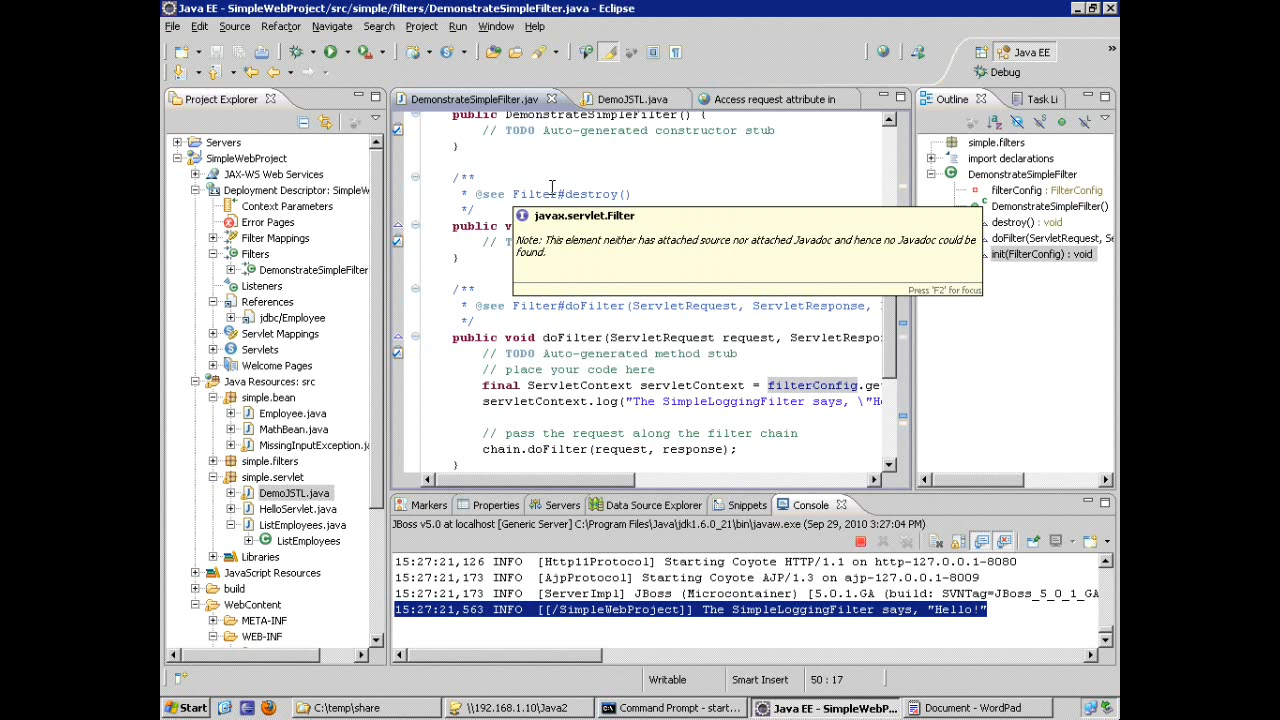 Java EE - SimpleWebProject/src/simple/filters/DemonstrateSimpleFilter.java - Eclipse
File Edit Source Refactor Navigate Search Project Run Window Help
Java EE
Debug
Project Explorer
Servers
SimpleWebProject
JAX-WS Web Services
Deployment Descriptor: SimpleW
Context Parameters
Error Pages
Filter Mappings
Filters
DemonstrateSimpleFilter
Listeners
References
jdbc/Employee
Servlet Mappings
Servlets
Welcome Pages
Java Resources: src
simple.bean
Employee.java
MathBean.java
MissingInputException.ja
simple.filters
simple.servlet
DemoJSTL.java
HelloServlet.java
ListEmployees.java
ListEmployees
Libraries
JavaScript Resources
build
WebContent
META-INF
WEB-INF
DemonstrateSimpleFilter.jav DemoJSTL.java Access request attribute in
public DemonstrateSimpleFilter() {
// TODO Auto-generated constructor stub
}
/**
* @see Filter#destroy()
*/
public v
// T
}
javax.servlet.Filter
Note: This element neither has attached source nor attached Javadoc and hence no Javadoc could be
found.
Press 'F2' for focus
/**
* @see Filter#doFilter(ServletRequest, ServletResponse,
*/
public void doFilter(ServletRequest request, ServletRespo
// TODO Auto-generated method stub
// place your code here
final ServletContext servletContext = filterConfig.ge
servletContext.log("The SimpleLoggingFilter says, \"He
// pass the request along the filter chain
chain.doFilter(request, response);
}
Outline Task Li
simple.filters
import declarations
DemonstrateSimpleFilter
filterConfig : FilterConfig
DemonstrateSimpleFilter()
destroy() : void
doFilter(ServletRequest, Se
init(FilterConfig) : void
Markers Properties Servers Data Source Explorer Snippets Console
JBoss v5.0 at localhost [Generic Server] C:\Program Files\Java\jdk1.6.0_21\bin\javaw.exe (Sep 29, 2010 3:27:04 PM)
15:27:21,126 INFO [Http11Protocol] Starting Coyote HTTP/1.1 on http-127.0.0.1-8080
15:27:21,173 INFO [AjpProtocol] Starting Coyote AJP/1.3 on ajp-127.0.0.1-8009
15:27:21,173 INFO [ServerImpl] JBoss (Microcontainer) [5.0.1.GA (build: SVNTag=JBoss_5_0_1_GA
15:27:21,563 INFO [[/SimpleWebProject]] The SimpleLoggingFilter says, "Hello!"
Writable Smart Insert 50 : 17
Start C:\temp\share \\192.168.1.10\Java2 Command Prompt - start... Java EE - SimpleWebP... Document - WordPad